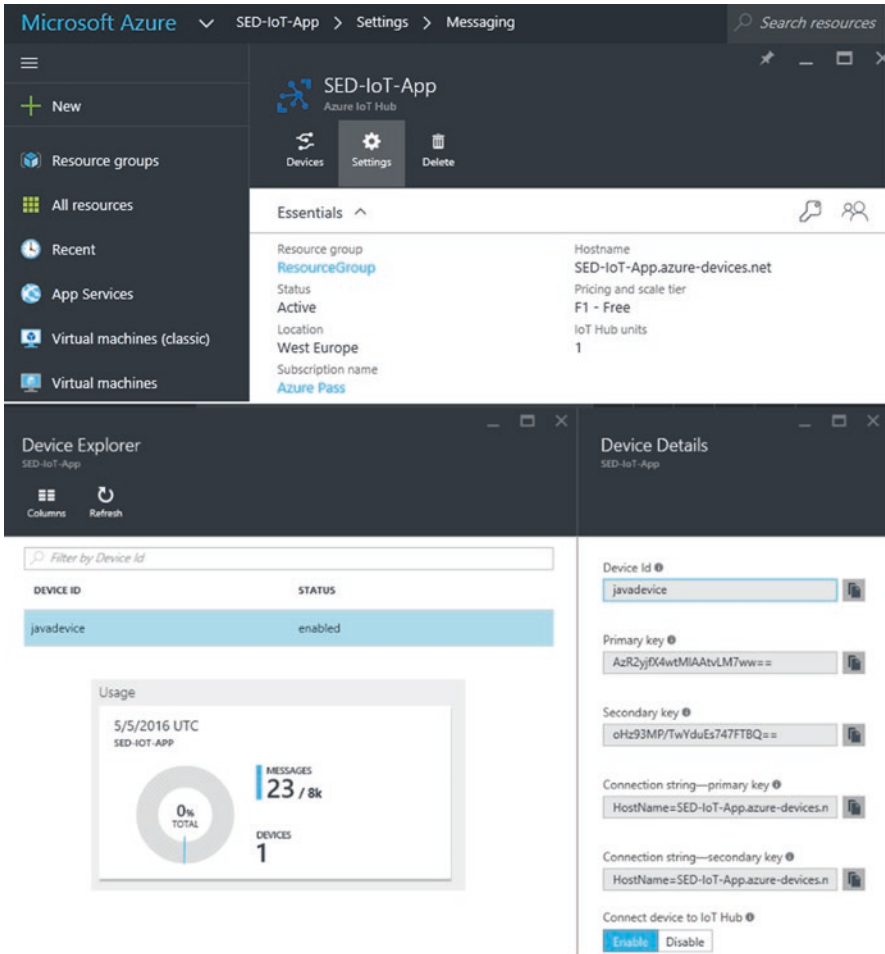 Microsoft Azure SED-IoT-App > Settings > Messaging Search resources
New
Resource groups
All resources
Recent
App Services
Virtual machines (classic)
Virtual machines
SED-IoT-App
Azure IoT Hub
Devices Settings Delete
Essentials
Resource group
ResourceGroup
Status
Active
Location
West Europe
Subscription name
Azure Pass
Hostname
SED-IoT-App.azure-devices.net
Pricing and scale tier
F1 - Free
IoT Hub units
1
Device Explorer
SED-IoT-App
Columns Refresh
Filter by Device Id
DEVICE ID STATUS
javadevice enabled
Usage
5/5/2016 UTC
SED-IOT-APP
0%
TOTAL
MESSAGES
23 / 8k
DEVICES
1
Device Details
SED-IoT-App
Device Id
javadevice
Primary key
AzR2yjfX4wtMIAAtvLM7ww==
Secondary key
oHz93MP/TwYduEs747FTBQ==
Connection string—primary key
HostName=SED-IoT-App.azure-devices.n
Connection string—secondary key
HostName=SED-IoT-App.azure-devices.n
Connect device to IoT Hub
Enable Disable